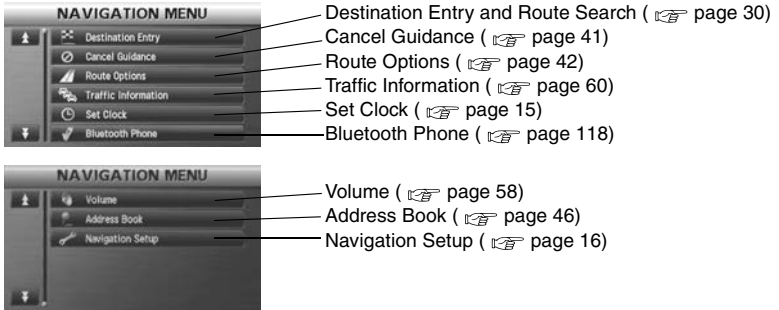 NAVIGATION MENU
Destination Entry
Cancel Guidance
Route Options
Traffic Information
Set Clock
Bluetooth Phone
Destination Entry and Route Search ( page 30)
Cancel Guidance ( page 41)
Route Options ( page 42)
Traffic Information ( page 60)
Set Clock ( page 15)
Bluetooth Phone ( page 118)
NAVIGATION MENU
Volume
Address Book
Navigation Setup
Volume ( page 58)
Address Book ( page 46)
Navigation Setup ( page 16)